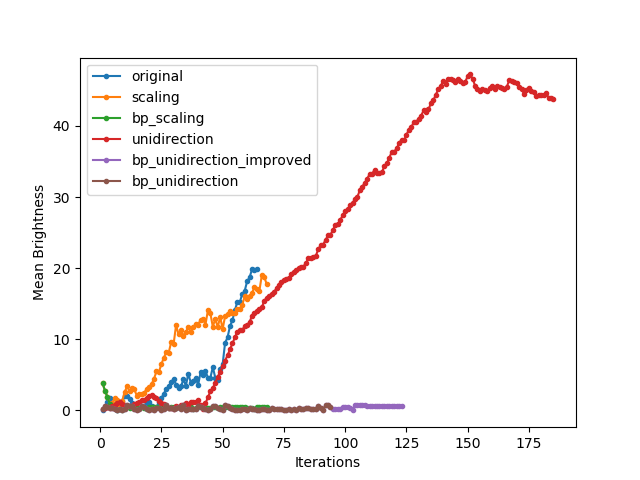 original
scaling
bp_scaling
unidirection
bp_unidirection_improved
bp_unidirection
Mean Brightness
40
30
20
10
0
0 25 50 75 100 125 150 175
Iterations